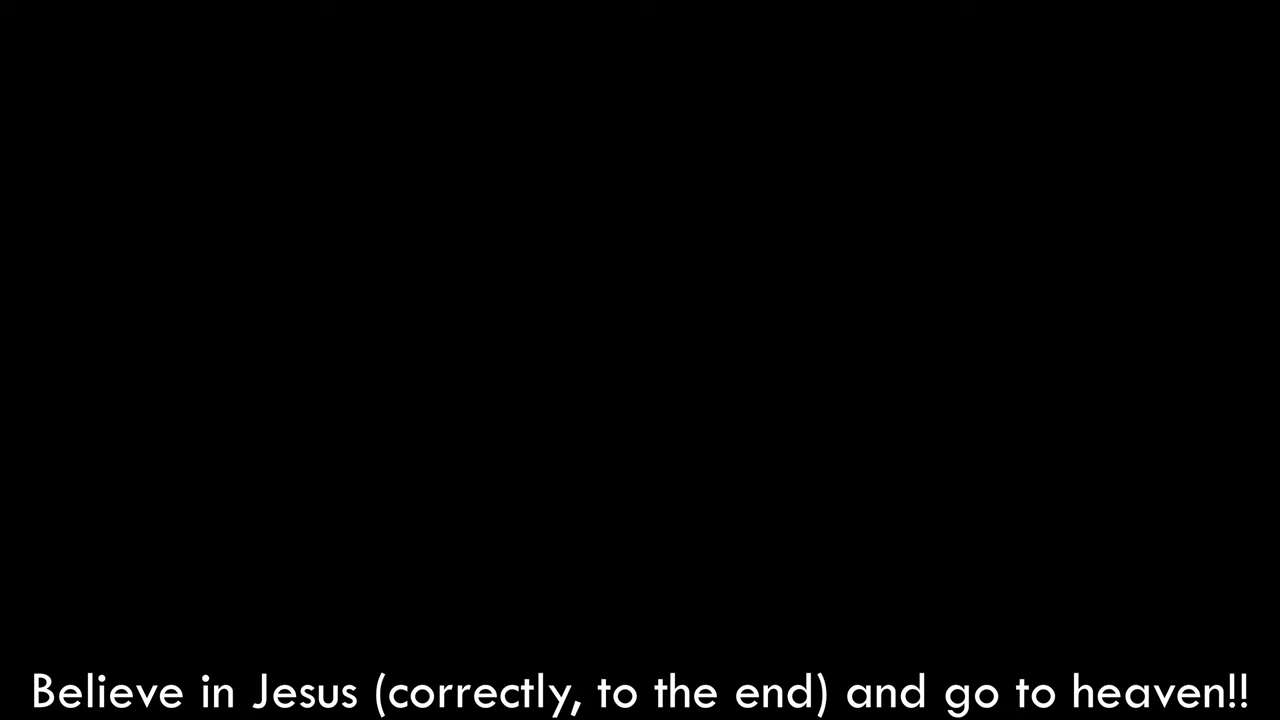 Believe in Jesus (correctly, to the end) and go to heaven!!